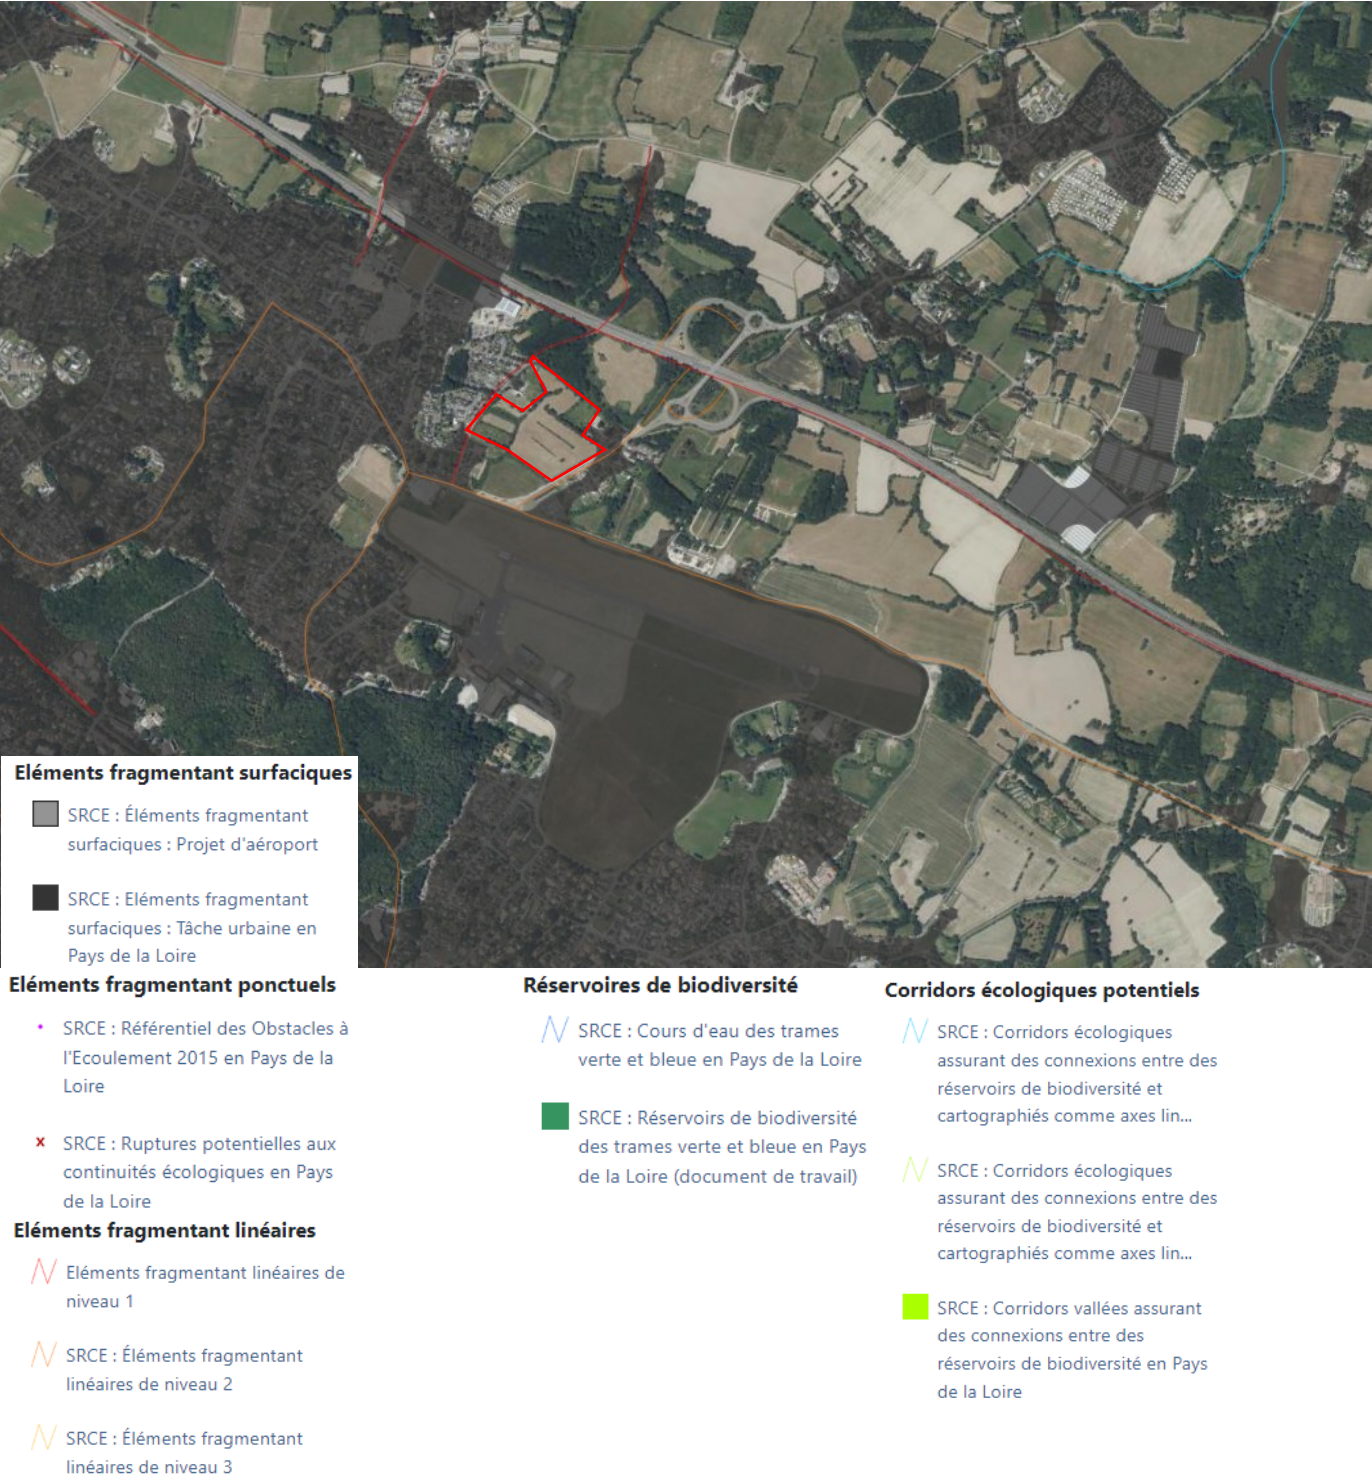 Eléments fragmentant surfaciques
SRCE : Éléments fragmentant
surfaciques : Projet d'aéroport
SRCE : Eléments fragmentant
surfaciques : Tâche urbaine en
Pays de la Loire
Eléments fragmentant ponctuels
SRCE : Référentiel des Obstacles à
l'Ecoulement 2015 en Pays de la
Loire
SRCE : Ruptures potentielles aux
continuités écologiques en Pays
de la Loire
Eléments fragmentant linéaires
Eléments fragmentant linéaires de
niveau 1
SRCE : Éléments fragmentant
linéaires de niveau 2
SRCE : Éléments fragmentant
linéaires de niveau 3
Réservoires de biodiversité
SRCE : Cours d'eau des trames
verte et bleue en Pays de la Loire
SRCE : Réservoirs de biodiversité
des trames verte et bleue en Pays
de la Loire (document de travail)
Corridors écologiques potentiels
SRCE : Corridors écologiques
assurant des connexions entre des
réservoirs de biodiversité et
cartographiés comme axes lin...
SRCE : Corridors écologiques
assurant des connexions entre des
réservoirs de biodiversité et
cartographiés comme axes lin...
SRCE : Corridors vallées assurant
des connexions entre des
réservoirs de biodiversité en Pays
de la Loire